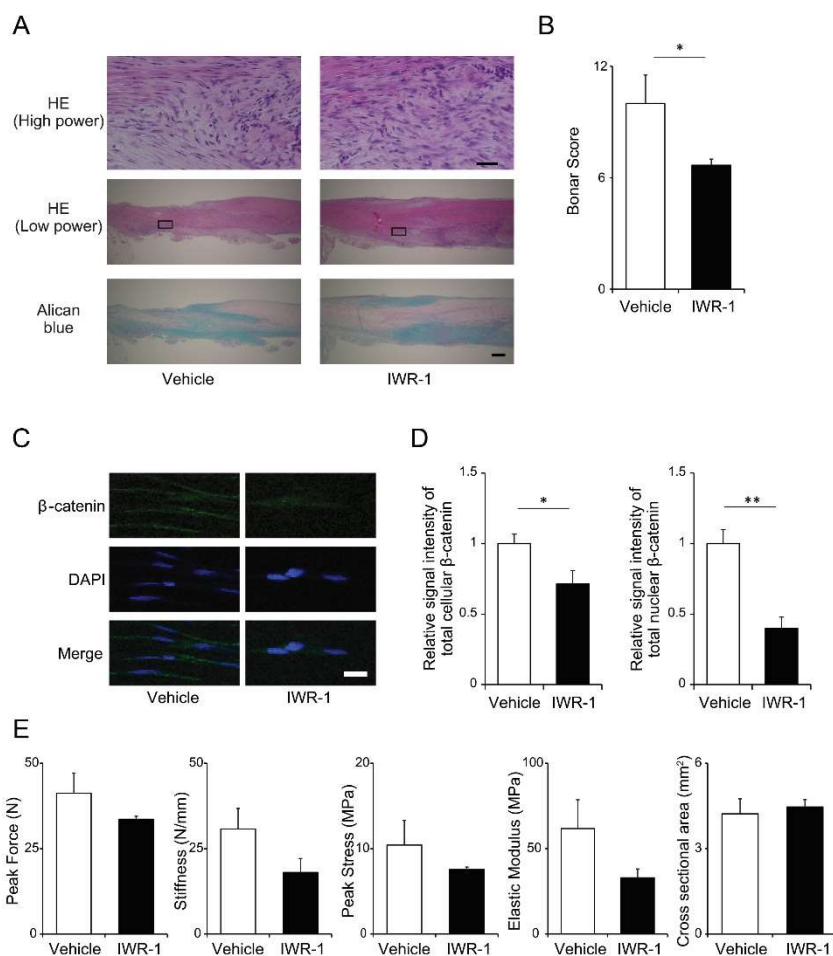 A
HE
(High power)
HE
(Low power)
Alican
blue
Vehicle
IWR-1
B
*
Bonar Score
12
6
0
Vehicle
IWR-1
C
β-catenin
DAPI
Merge
Vehicle
IWR-1
D
Relative signal intensity of
total cellular β-catenin
1.5
1
0.5
0
*
Vehicle
IWR-1
Relative signal intensity of
total nuclear β-catenin
1.5
1
0.5
0
**
Vehicle
IWR-1
E
Peak Force (N)
50
25
0
Vehicle
IWR-1
Stiffness (N/mm)
50
25
0
Vehicle
IWR-1
Peak Stress (MPa)
20
10
0
Vehicle
IWR-1
Elastic Modulus (MPa)
100
50
0
Vehicle
IWR-1
Cross sectional area (mm²)
6
3
0
Vehicle
IWR-1